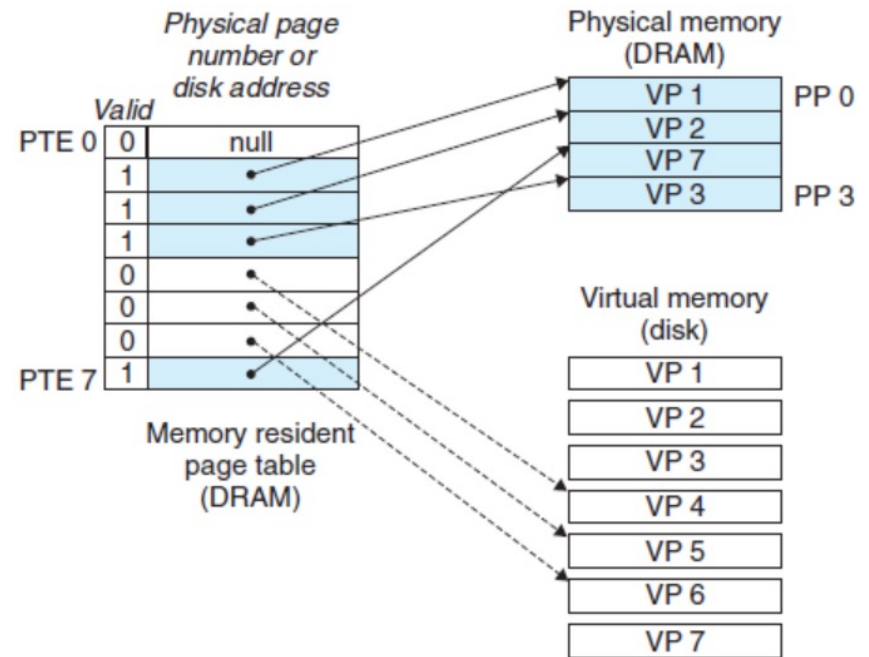 Physical page
number or
disk address
Valid
PTE 0 0 null
1
1
1
0
0
0
PTE 7 1
Memory resident
page table
(DRAM)
Physical memory
(DRAM)
VP 1 PP 0
VP 2
VP 7
VP 3 PP 3
Virtual memory
(disk)
VP 1
VP 2
VP 3
VP 4
VP 5
VP 6
VP 7